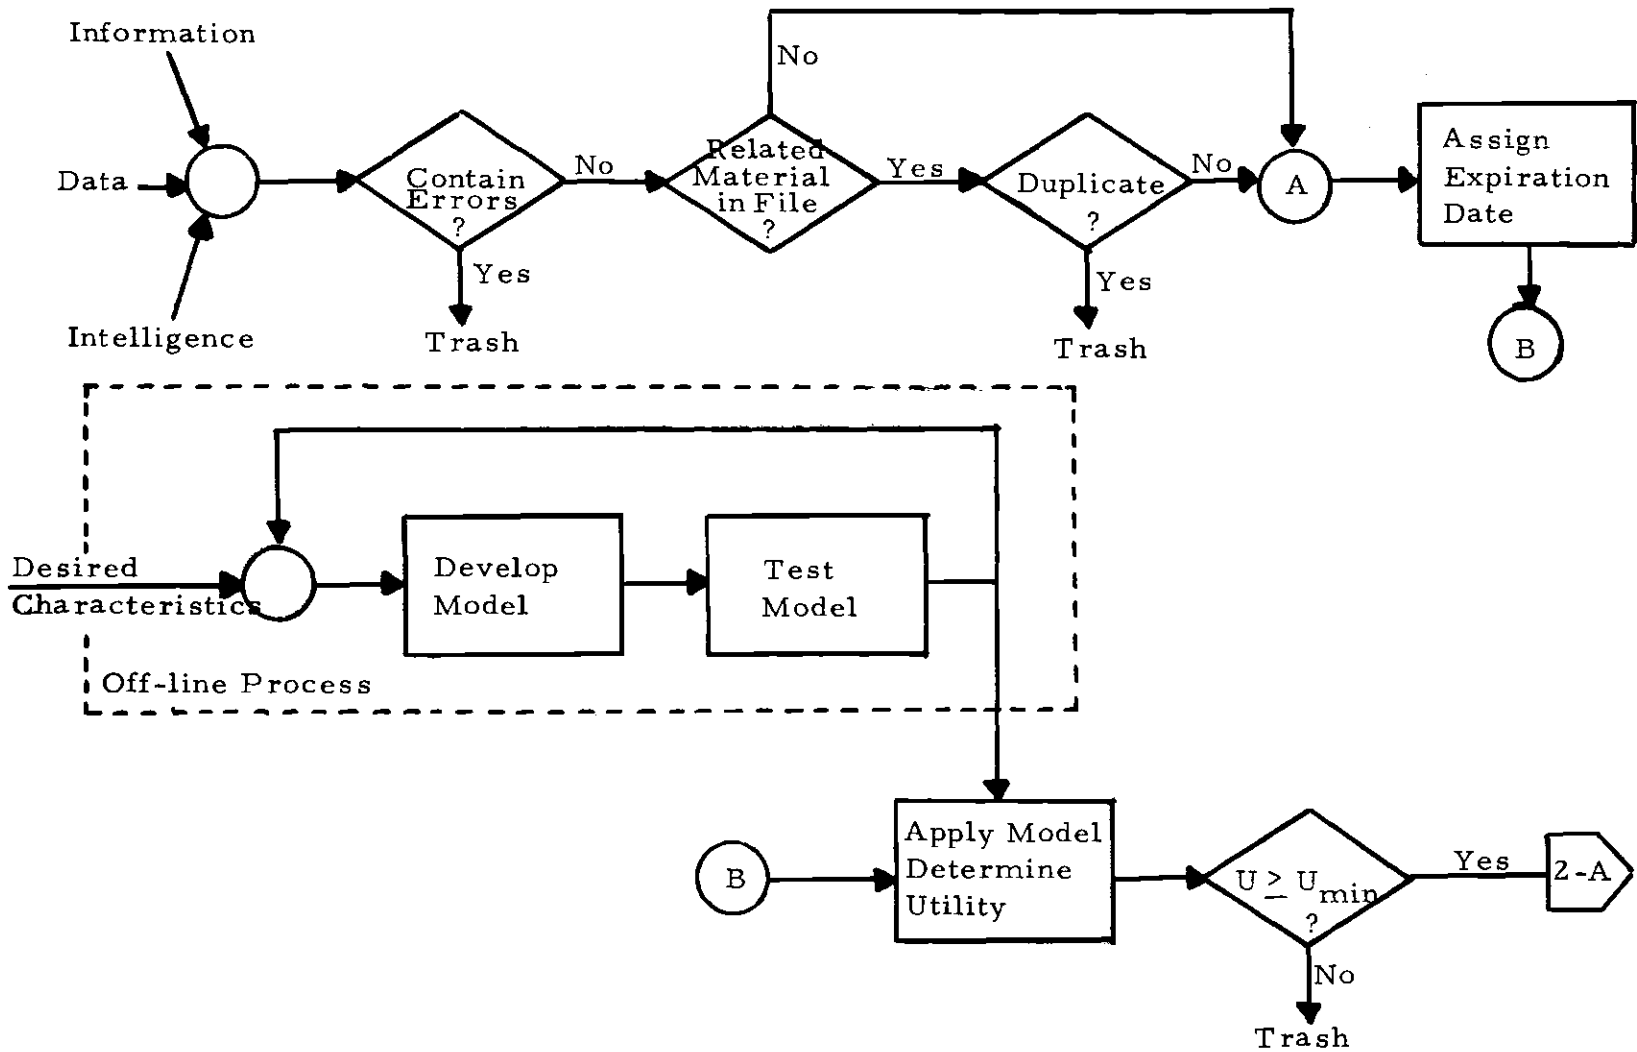 Information
Data
Intelligence
Contain
Errors
?
Yes
Trash
No
Related
Material
in File
?
No
Yes
Duplicate
?
Yes
Trash
No
A
Assign
Expiration
Date
B
Desired
Characteristics
Develop
Model
Test
Model
Off-line Process
B
Apply Model
Determine
Utility
U ≥ Umin
?
Yes
2-A
No
Trash